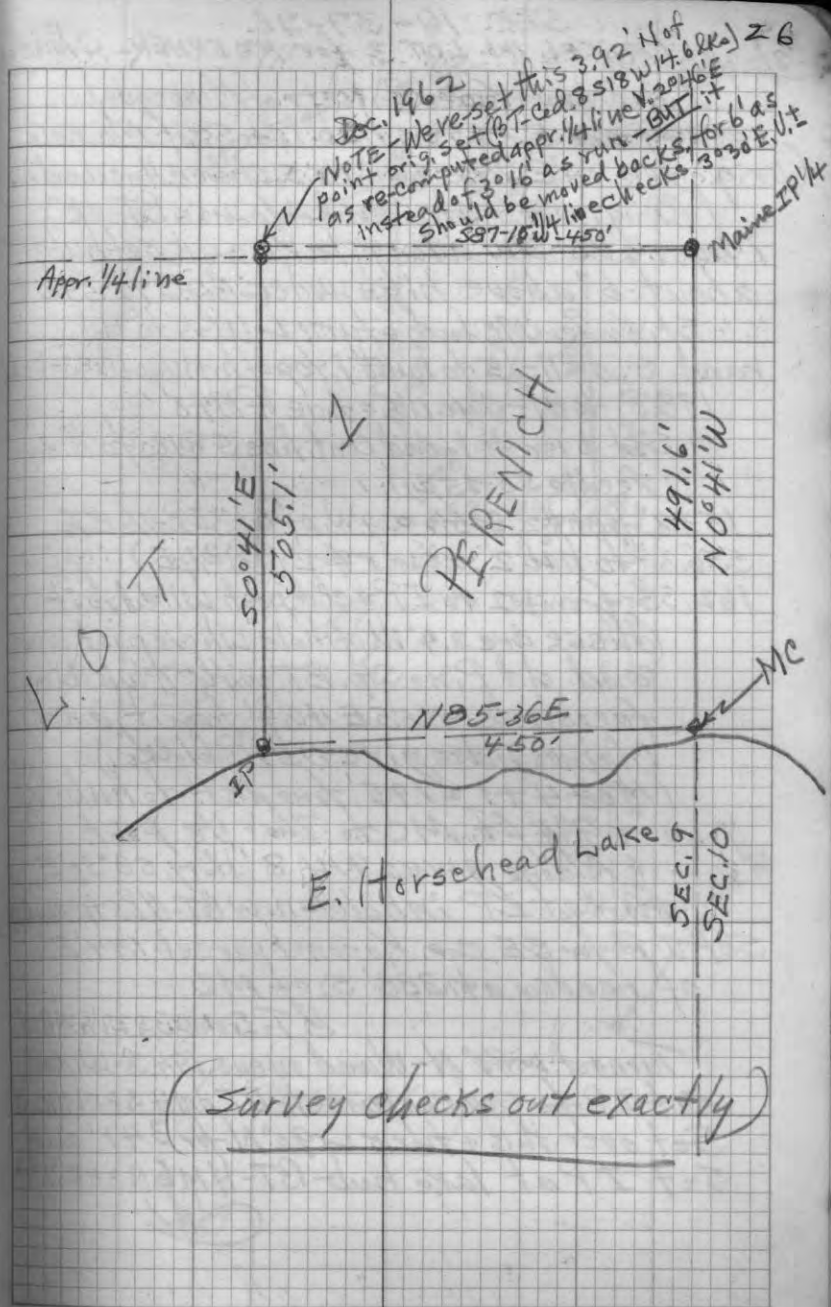 26
Dec. 1962
NOTE - We re-set this 3.92' N of
point orig. set (BT-Ced. 8 S18W 14.6 lks)
as re-computed appr. 1/4 line V. 2°46'E
instead of 3°16' as run - BUT it
should be moved back S. for 6' as
1/4 line checks 3°30'E.V.±
S87-15W-450'
Maine IP 1/4
Appr. 1/4 line
S0°41'E
505.1'
LOT 1
PERENICH
491.6'
N0°41'W
MC
N85-36E
450'
IP
E. Horsehead Lake
SEC. 9
SEC. 10
(Survey checks out exactly)